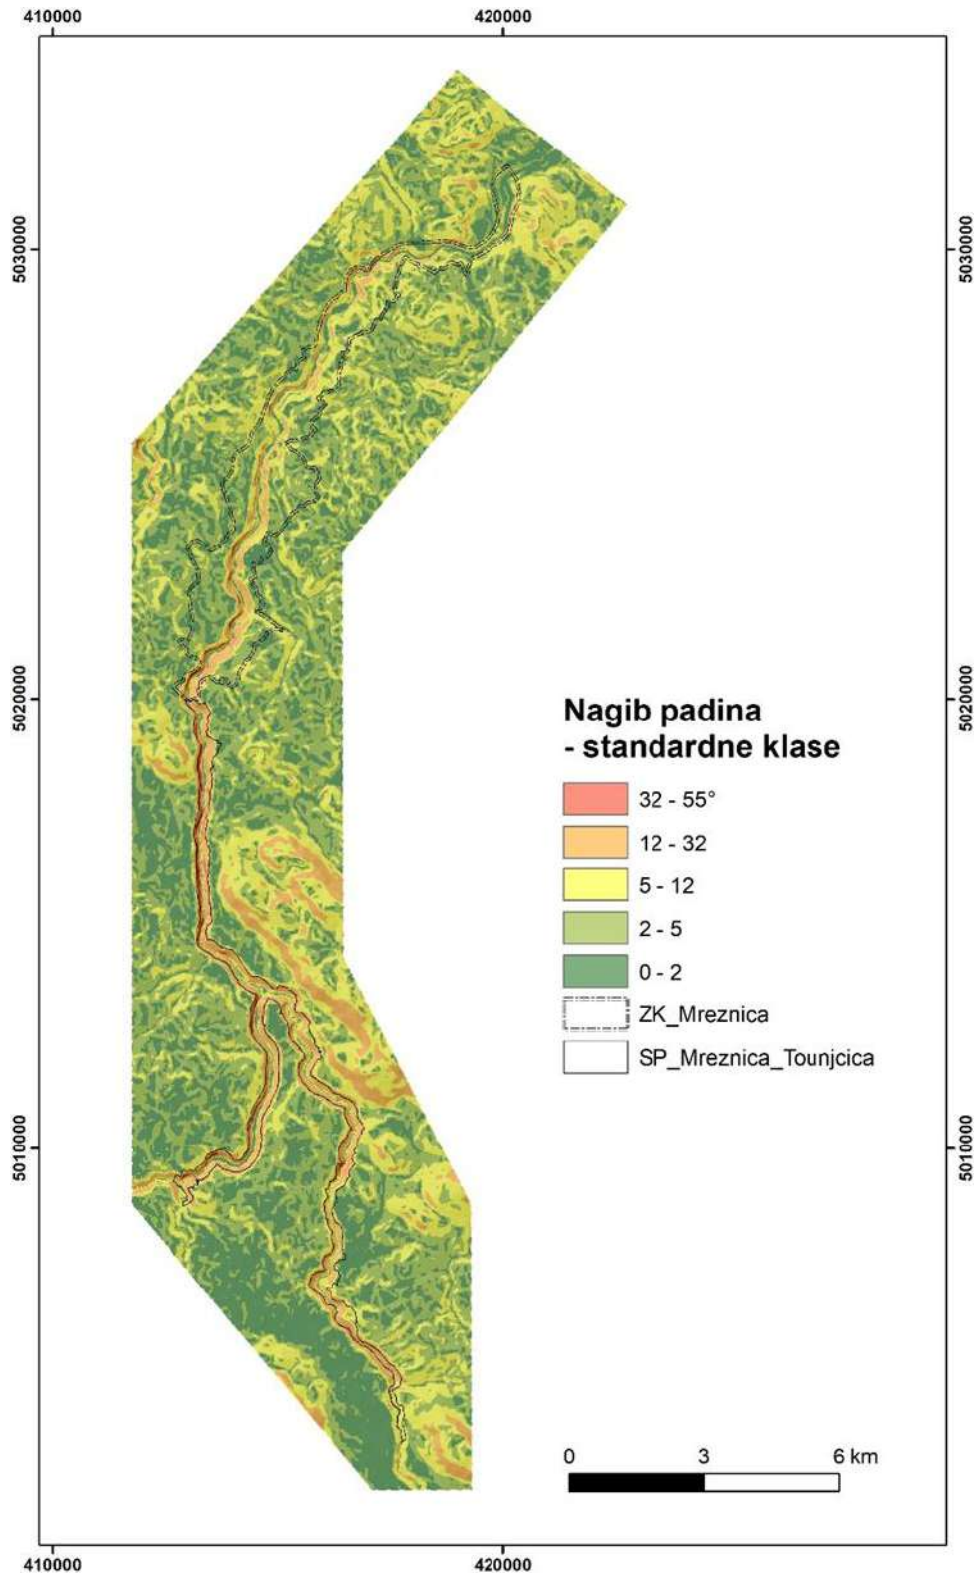 410000
420000
5030000
5030000
5020000
5020000
Nagib padina
- standardne klase
32 - 55°
12 - 32
5 - 12
2 - 5
0 - 2
ZK_Mreznica
SP_Mreznica_Tounjcica
5010000
5010000
0 3 6 km
410000
420000